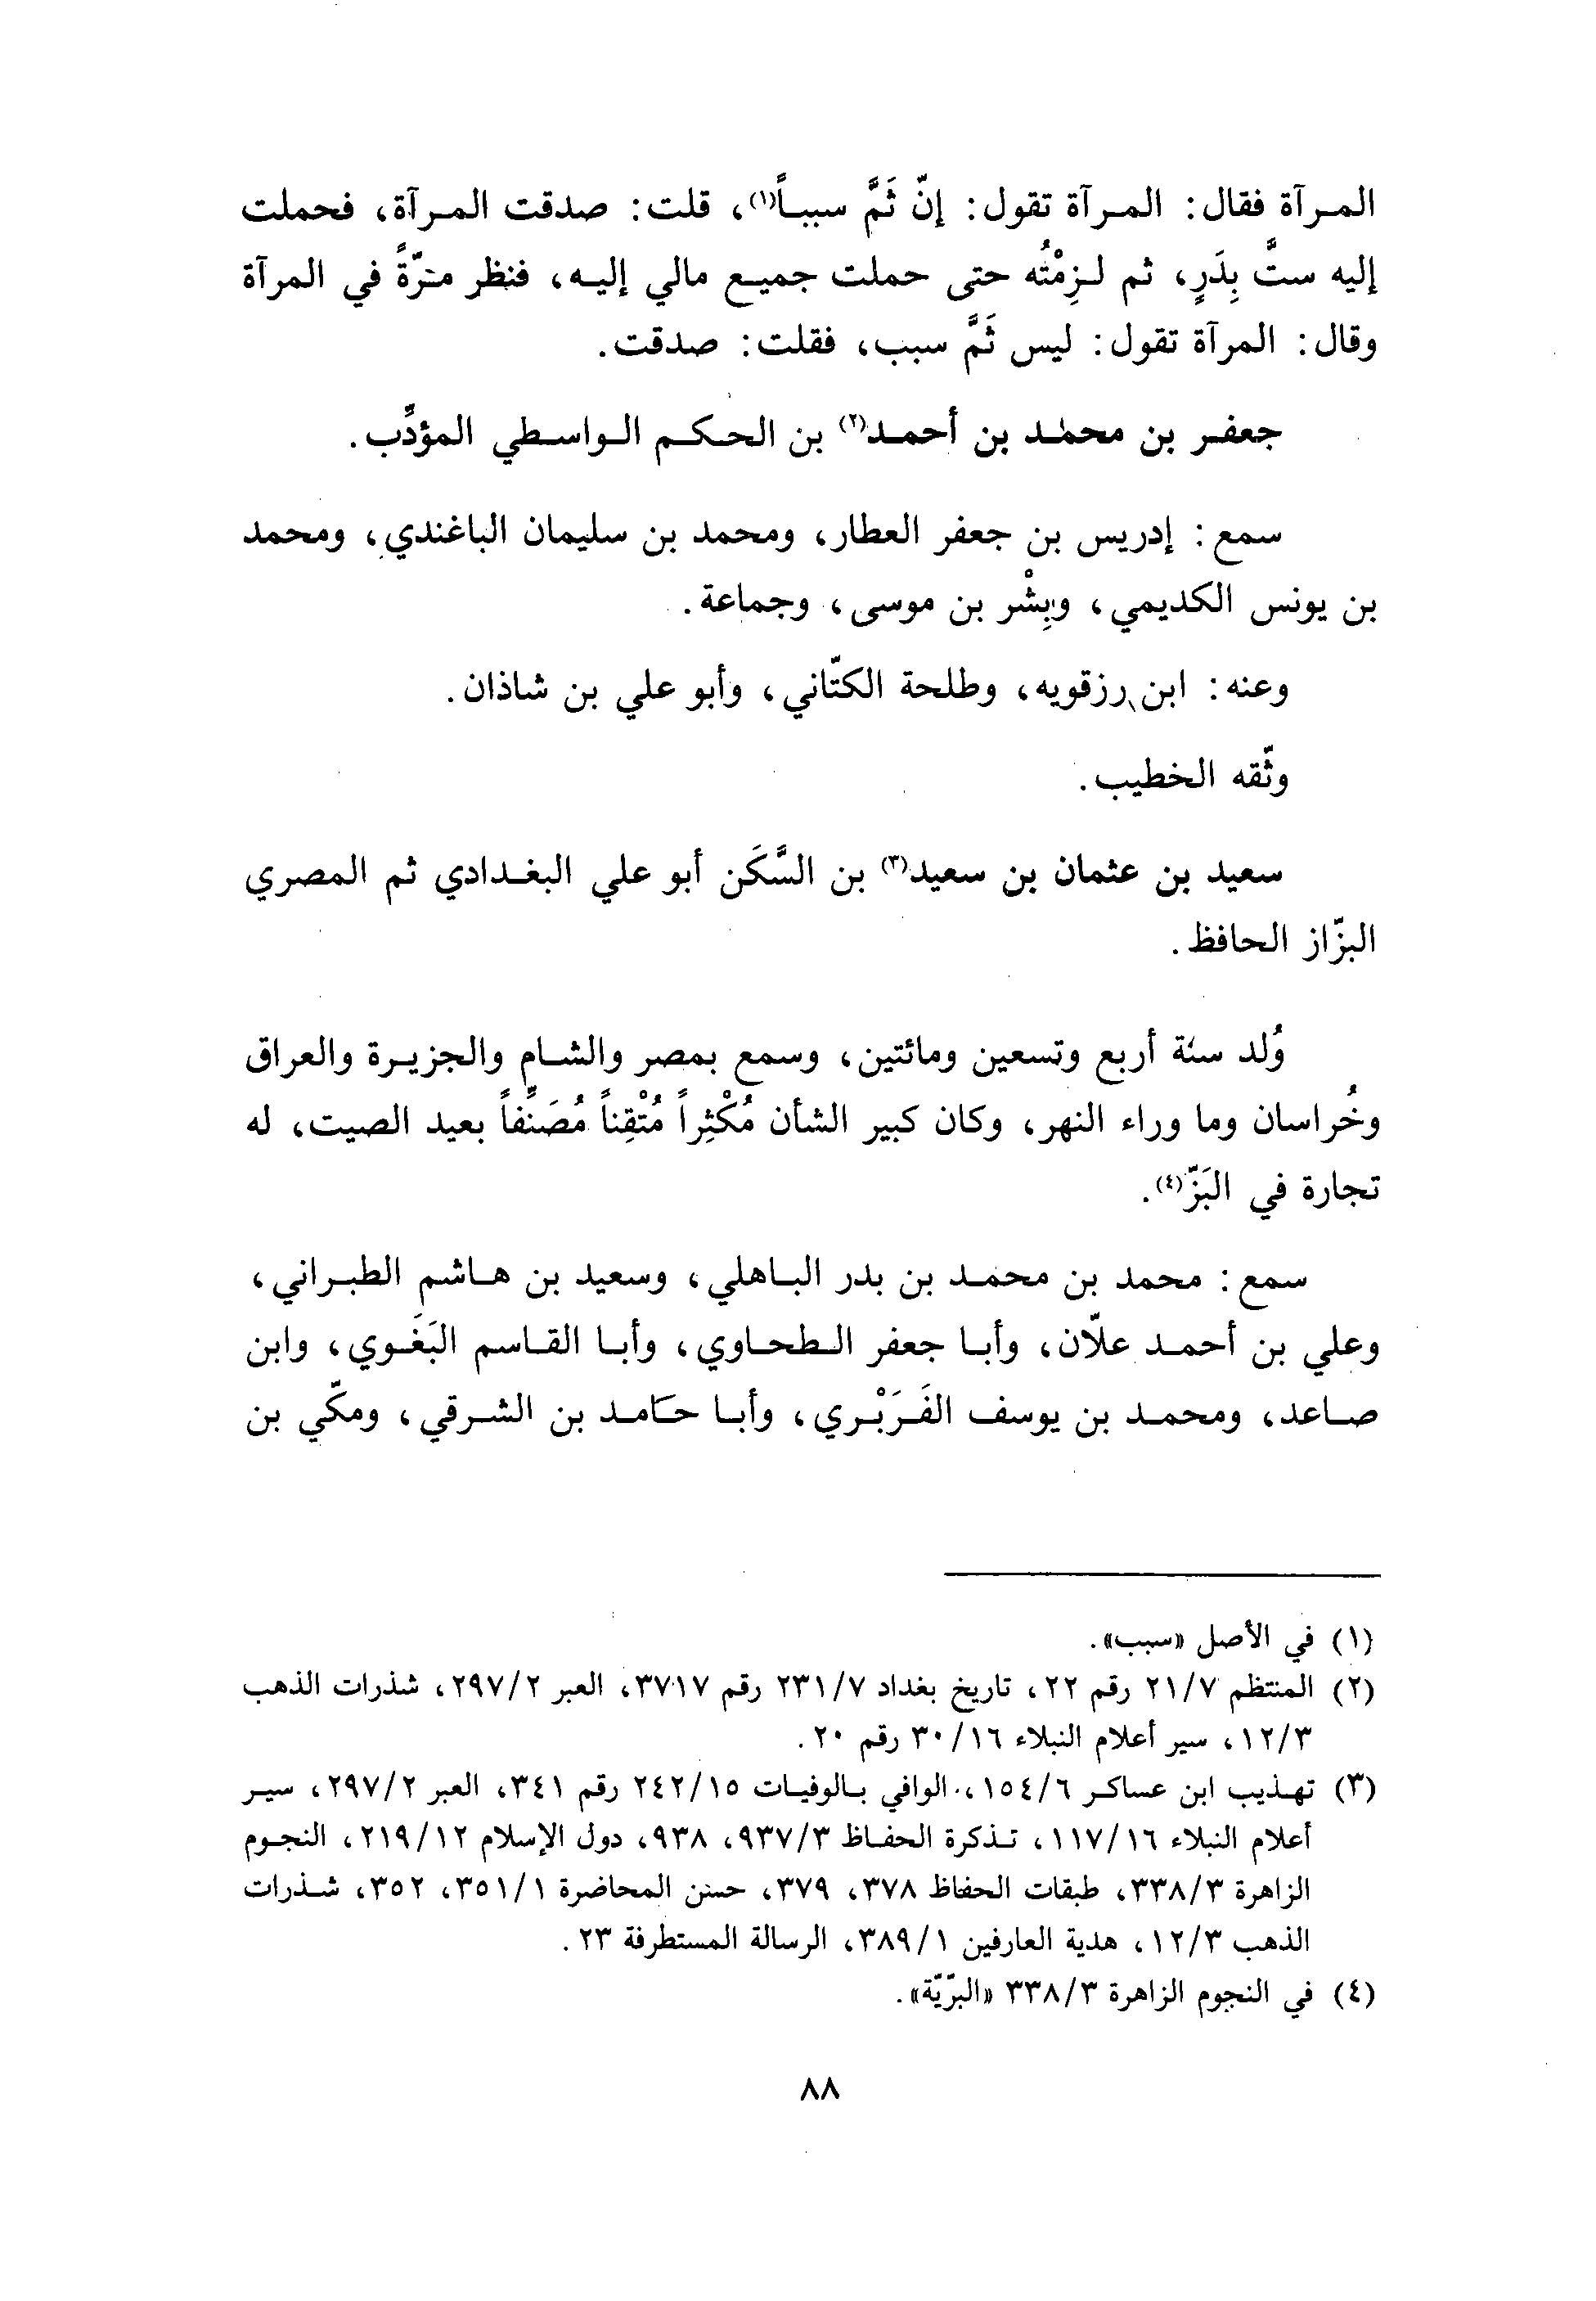 المرآة فقال: المرآة تقول: إنّ ثَمَّ سبباً(١)، قلت: صدقت المرآة، فحملت
إليه ستَّ بِدَرٍ، ثم لزِمْتُه حتى حملت جميع مالي إليه، فنظر مرّةً في المرآة
وقال: المرآة تقول: ليس ثَمَّ سبب، فقلت: صدقت.
جعفر بن محمد بن أحمد(٢) بن الحكم الواسطي المؤدِّب.
سمع: إدريس بن جعفر العطار، ومحمد بن سليمان الباغندي، ومحمد
بن يونس الكديمي، وبِشْر بن موسى، وجماعة.
وعنه: ابن رزقويه، وطلحة الكتّاني، وأبو علي بن شاذان.
وثّقه الخطيب.
سعيد بن عثمان بن سعيد(٣) بن السَّكَن أبو علي البغدادي ثم المصري
البزّاز الحافظ.
وُلد سنة أربع وتسعين ومائتين، وسمع بمصر والشام والجزيرة والعراق
وخُراسان وما وراء النهر، وكان كبير الشأن مُكْثِراً مُتْقِناً مُصَنِّفاً بعيد الصيت، له
تجارة في البَزّ(٤).
سمع: محمد بن محمد بن بدر الباهلي، وسعيد بن هاشم الطبراني،
وعلي بن أحمد علّان، وأبا جعفر الطحاوي، وأبا القاسم البَغَوي، وابن
صاعد، ومحمد بن يوسف الفَرَبْري، وأبا حامد بن الشرقي، ومكّي بن
(١) في الأصل «سبب».
(٢) المنتظم ٢١/٧ رقم ٢٢، تاريخ بغداد ٢٣١/٧ رقم ٣٧١٧، العبر ٢٩٧/٢، شذرات الذهب
١٢/٣، سير أعلام النبلاء ٣٠/١٦ رقم ٢٠.
(٣) تهذيب ابن عساكر ١٥٤/٦، الوافي بالوفيات ٢٤٢/١٥ رقم ٣٤١، العبر ٢٩٧/٢، سير
أعلام النبلاء ١١٧/١٦، تذكرة الحفاظ ٩٣٧/٣، ٩٣٨، دول الإسلام ٢١٩/١٢، النجوم
الزاهرة ٣٣٨/٣، طبقات الحفاظ ٣٧٨، ٣٧٩، حسن المحاضرة ٣٥١/١، ٣٥٢، شذرات
الذهب ١٢/٣، هدية العارفين ٣٨٩/١، الرسالة المستطرفة ٢٣.
(٤) في النجوم الزاهرة ٣٣٨/٣ «البرّيّة».
٨٨